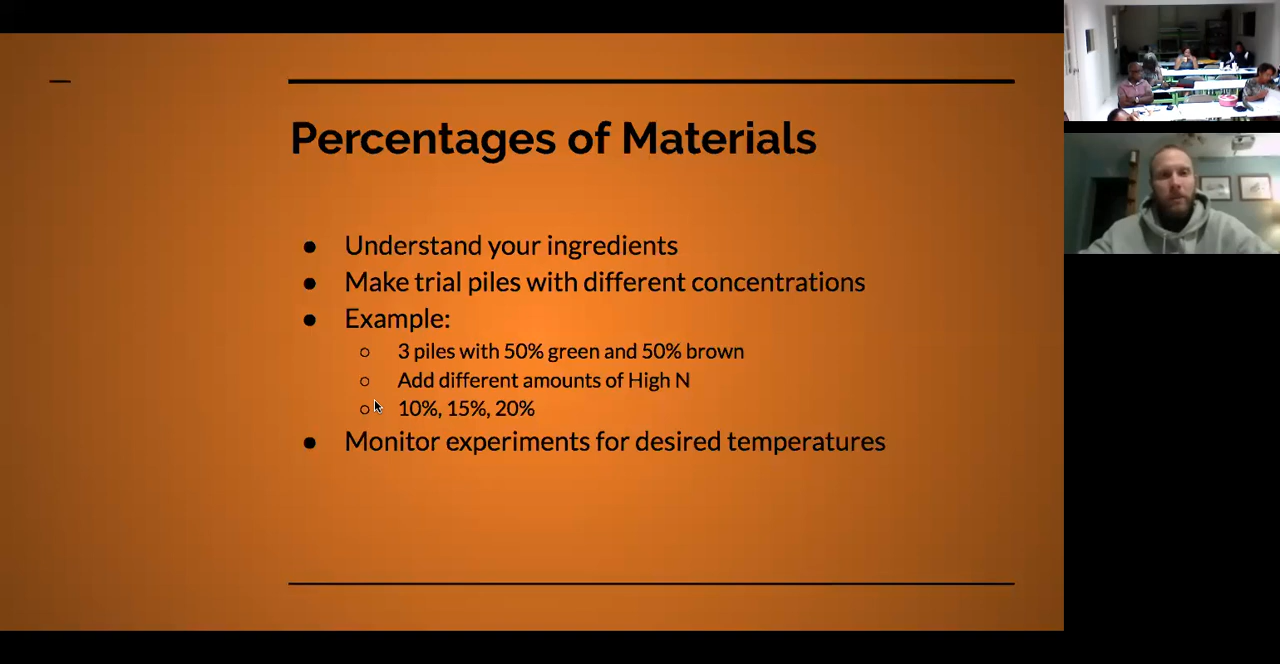 Percentages of Materials
Understand your ingredients
Make trial piles with different concentrations
Example:
3 piles with 50% green and 50% brown
Add different amounts of High N
10%, 15%, 20%
Monitor experiments for desired temperatures